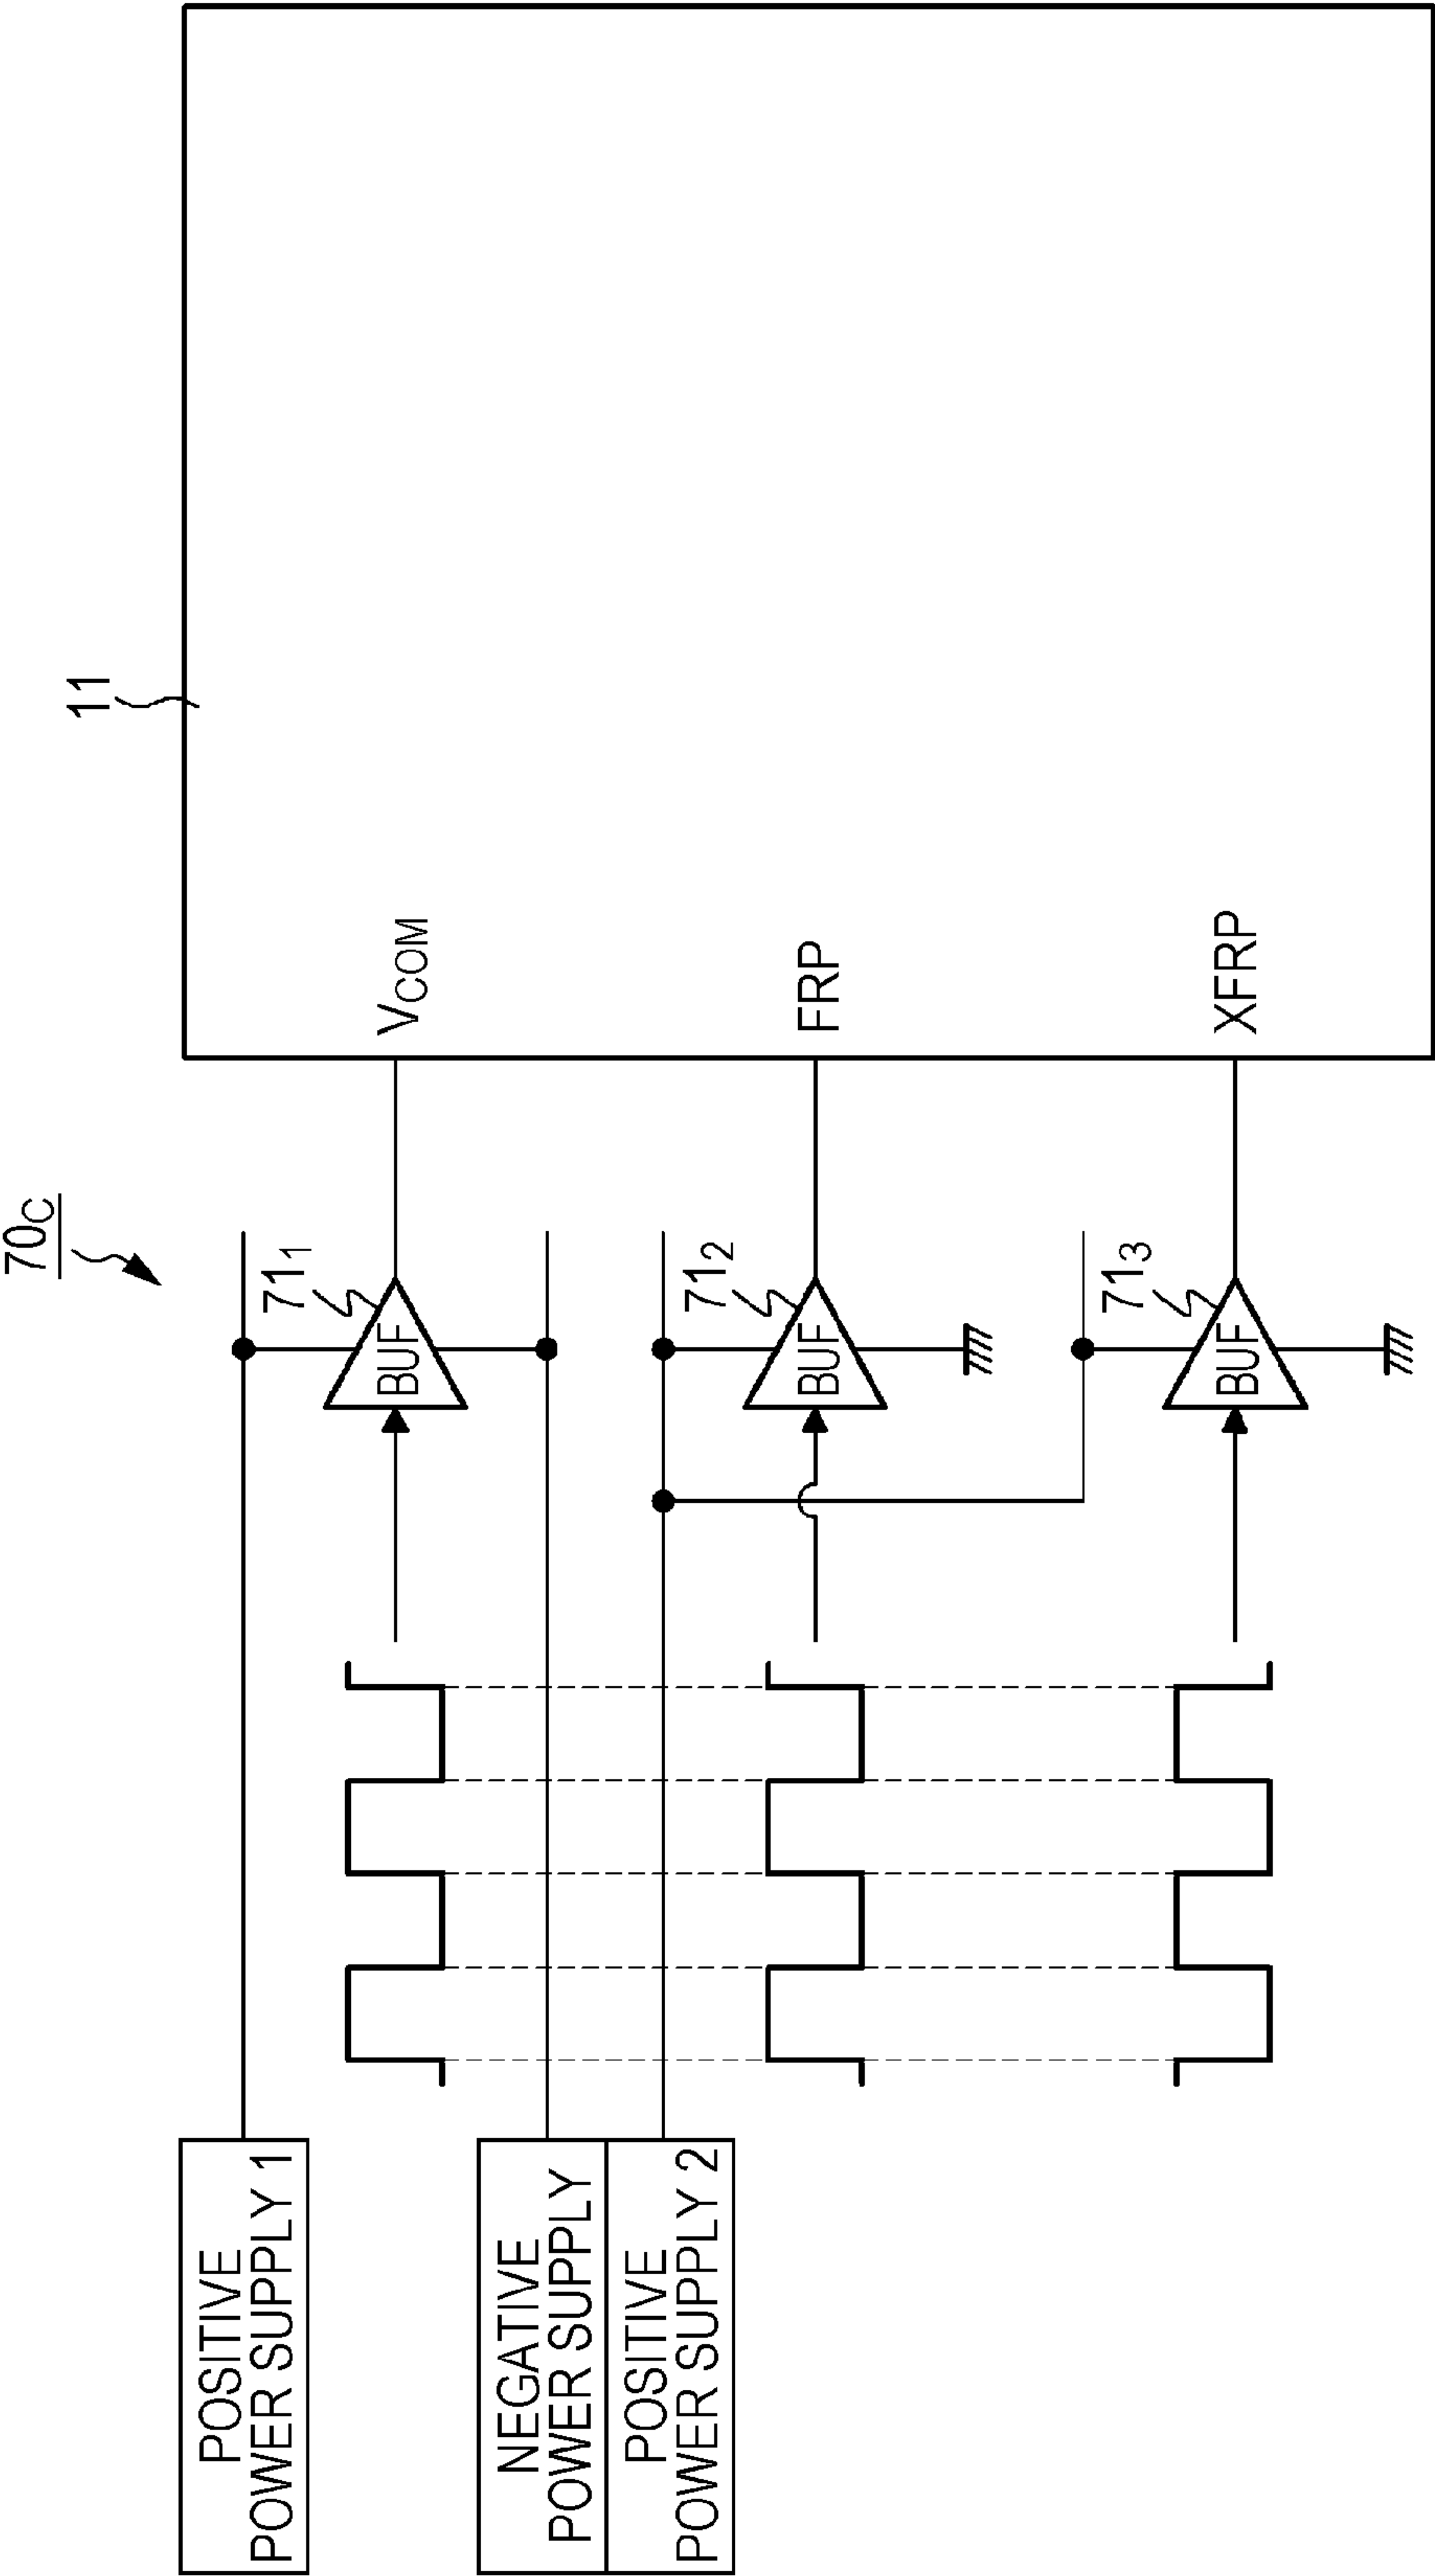 70C
11
POSITIVE
POWER SUPPLY 1
711
BUF
VCOM
NEGATIVE
POWER SUPPLY
POSITIVE
POWER SUPPLY 2
712
BUF
FRP
713
BUF
XFRP